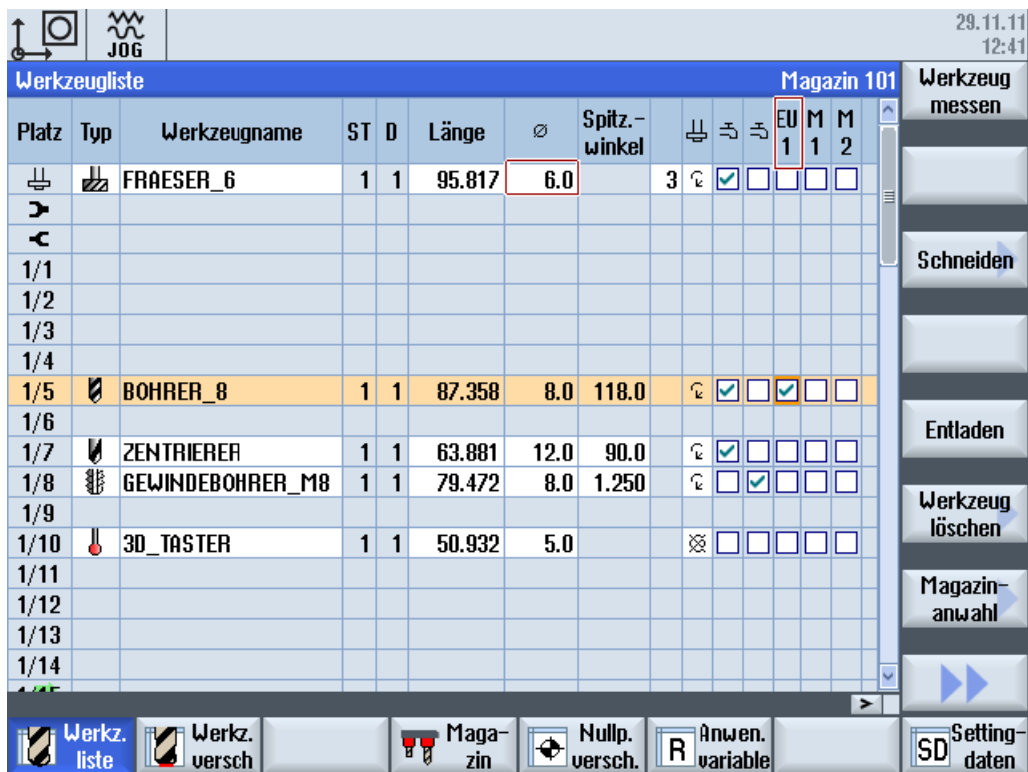 29.11.11
JOG 12:41
Werkzeugliste Magazin 101
Werkzeug
messen
Platz Typ Werkzeugname ST D Länge Ø Spitz.-
winkel EU
1 M
1 M
2
FRAESER_6 1 1 95.817 6.0 3
1/1
Schneiden
1/2
1/3
1/4
1/5 BOHRER_8 1 1 87.358 8.0 118.0
1/6
Entladen
1/7 ZENTRIERER 1 1 63.881 12.0 90.0
1/8 GEWINDEBOHRER_M8 1 1 79.472 8.0 1.250
1/9
Werkzeug
löschen
1/10 3D_TASTER 1 1 50.932 5.0
1/11
1/12
Magazin-
anwahl
1/13
1/14
Werkz.
liste
Werkz.
versch
Maga-
zin
Nullp.
versch.
R Anwen.
variable
SD Setting-
daten